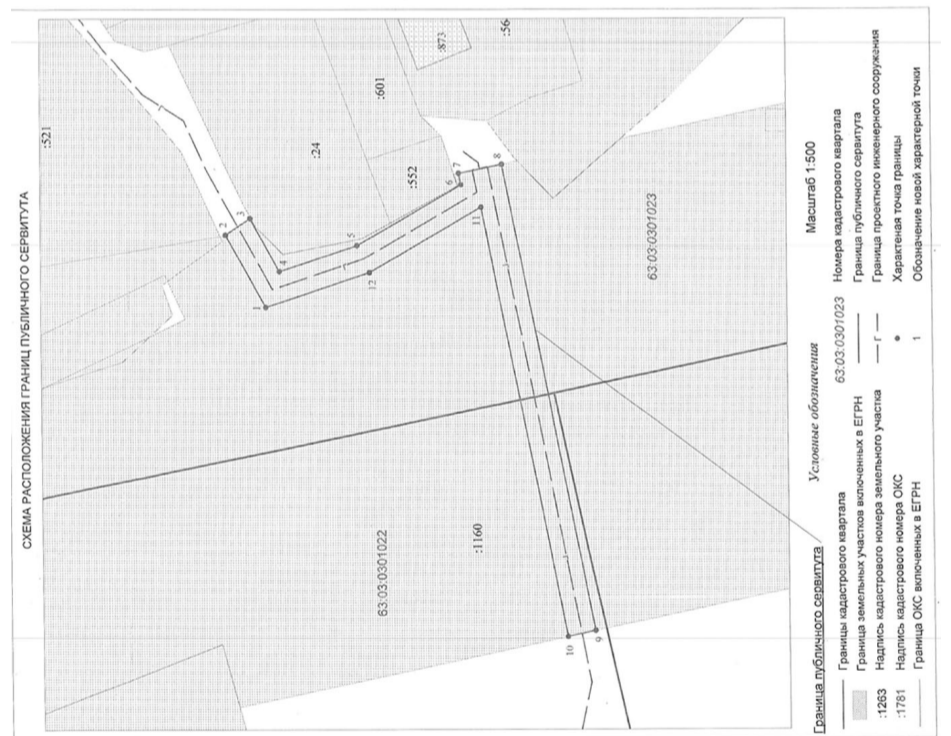 СХЕМА РАСПОЛОЖЕНИЯ ГРАНИЦ ПУБЛИЧНОГО СЕРВИТУТА
:521
:24
:601
:873
:56
:552
1
2
3
4
5
6
7
8
9
10
11
12
63:03:0301022
:1160
63:03:0301023
Граница публичного сервитута
Условные обозначения
Масштаб 1:500
Границы кадастрового квартала
Граница земельных участков включенных в ЕГРН
:1263 Надпись кадастрового номера земельного участка
:1781 Надпись кадастрового номера ОКС
Граница ОКС включенных в ЕГРН
63:03:0301023 Номера кадастрового квартала
Граница публичного сервитута
Г Граница проектного инженерного сооружения
Характеная точка границы
1 Обозначение новой характерной точки